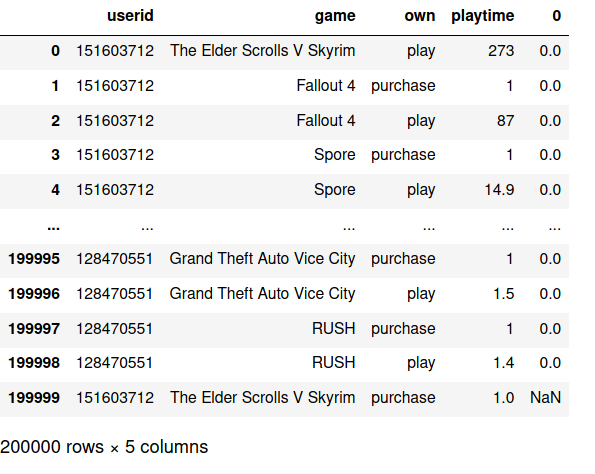 userid game own playtime 0
0 151603712 The Elder Scrolls V Skyrim play 273 0.0
1 151603712 Fallout 4 purchase 1 0.0
2 151603712 Fallout 4 play 87 0.0
3 151603712 Spore purchase 1 0.0
4 151603712 Spore play 14.9 0.0
... ... ... ... ... ...
199995 128470551 Grand Theft Auto Vice City purchase 1 0.0
199996 128470551 Grand Theft Auto Vice City play 1.5 0.0
199997 128470551 RUSH purchase 1 0.0
199998 128470551 RUSH play 1.4 0.0
199999 151603712 The Elder Scrolls V Skyrim purchase 1.0 NaN
200000 rows × 5 columns